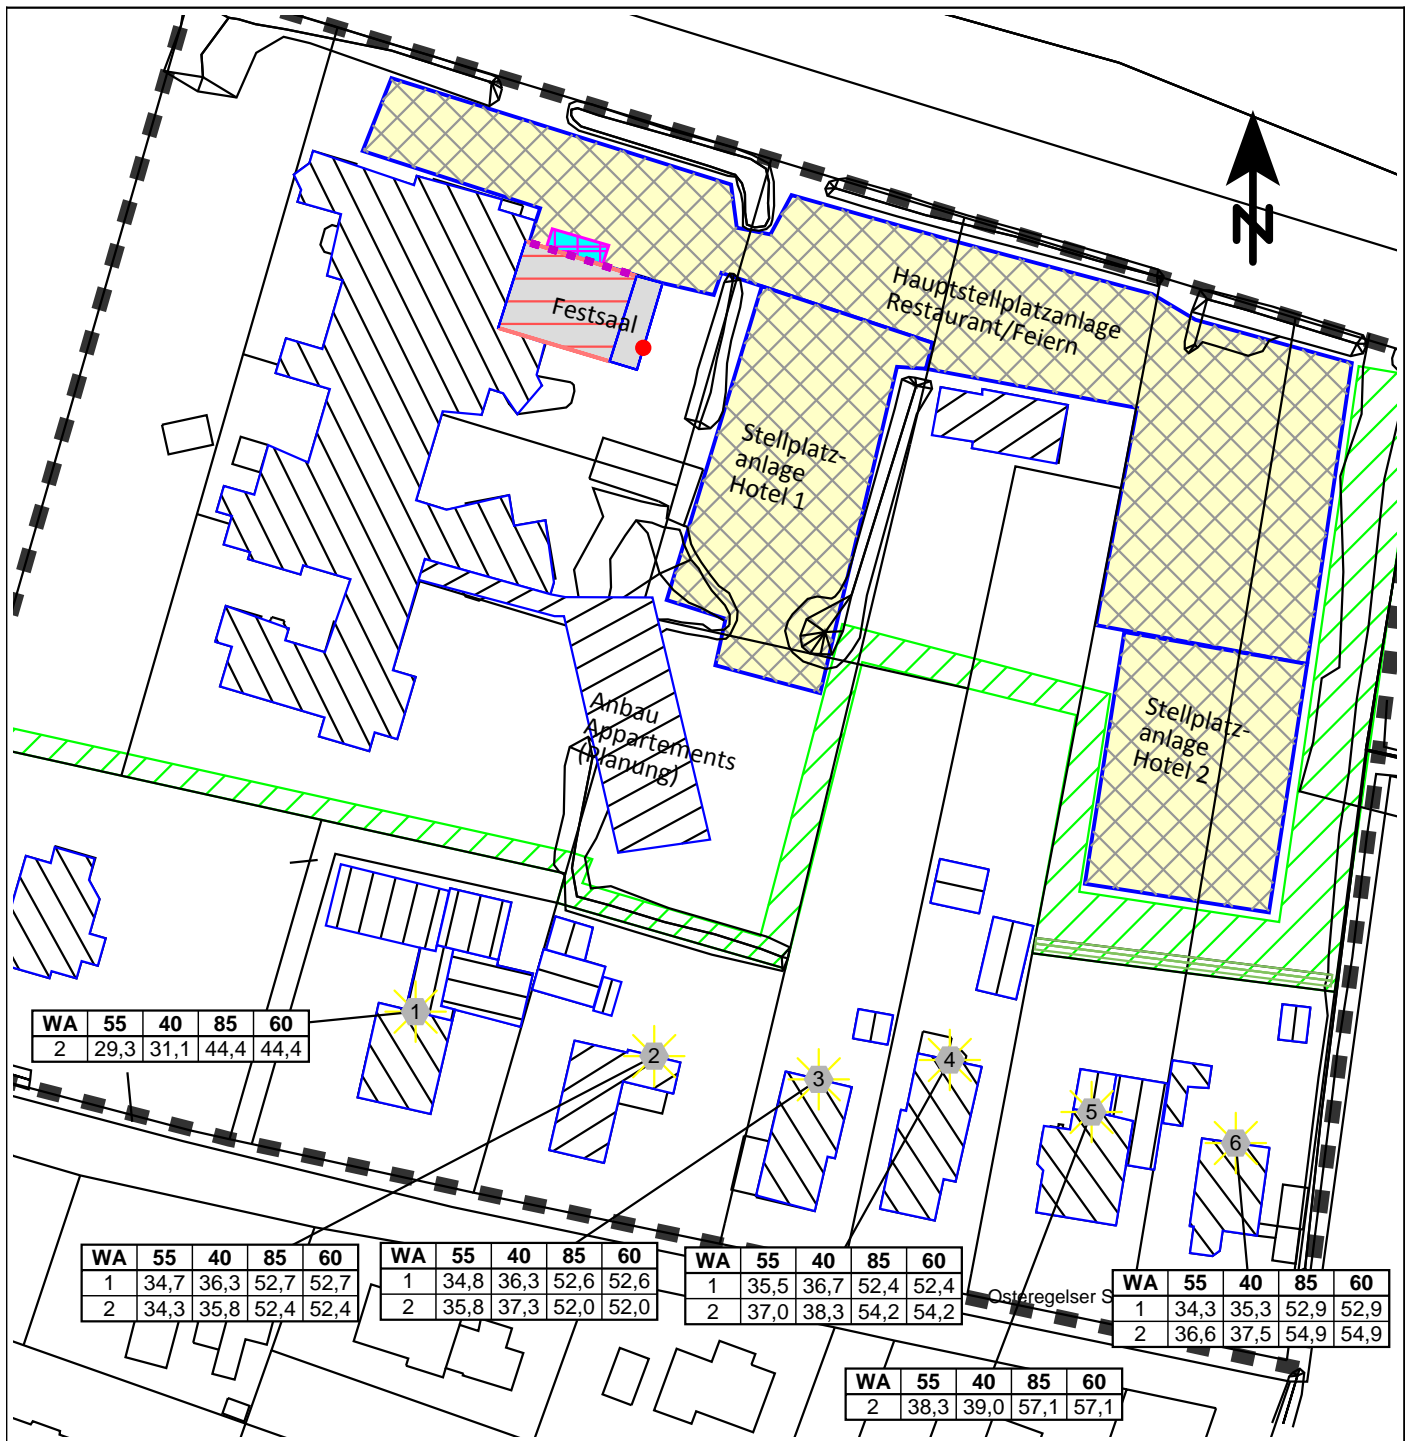 N
Hauptstellplatzanlage
Restaurant/Feiern
Festsaal
Stellplatz-
anlage
Hotel 1
Anbau
Appartements
(Planung)
Stellplatz-
anlage
Hotel 2
1
2
3
4
5
6
WA 55 40 85 60
2 29,3 31,1 44,4 44,4
WA 55 40 85 60
1 34,7 36,3 52,7 52,7
2 34,3 35,8 52,4 52,4
WA 55 40 85 60
1 34,8 36,3 52,6 52,6
2 35,8 37,3 52,0 52,0
WA 55 40 85 60
1 35,5 36,7 52,4 52,4
2 37,0 38,3 54,2 54,2
Osteregelser S
WA 55 40 85 60
1 34,3 35,3 52,9 52,9
2 36,6 37,5 54,9 54,9
WA 55 40 85 60
2 38,3 39,0 57,1 57,1